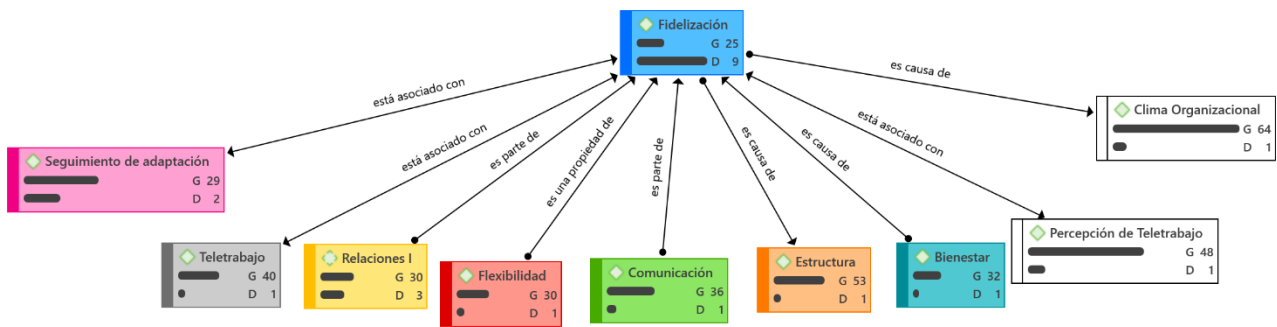 Fidelización
G 25
D 9
está asociado con
está asociado con
es parte de
es una propiedad de
es parte de
es causa de
es causa de
está asociado con
es causa de
Clima Organizacional
G 64
D 1
Seguimiento de adaptación
G 29
D 2
Teletrabajo
G 40
D 1
Relaciones I
G 30
D 3
Flexibilidad
G 30
D 1
Comunicación
G 36
D 1
Estructura
G 53
D 1
Bienestar
G 32
D 1
Percepción de Teletrabajo
G 48
D 1